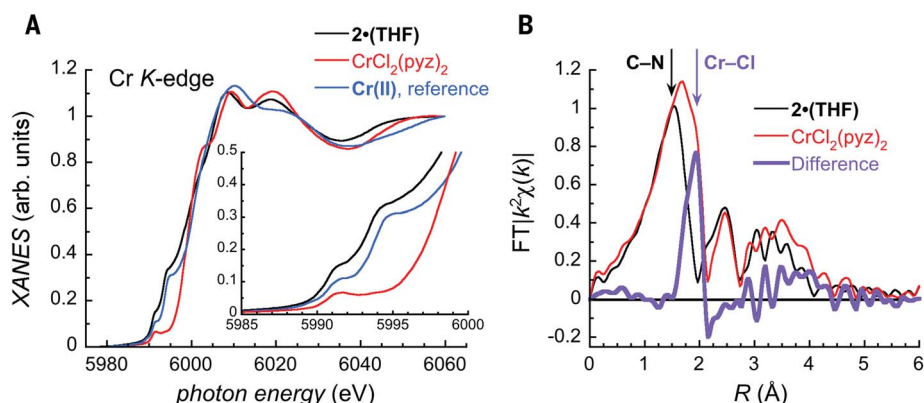 A
XANES (arb. units)
1.2
1.0
0.8
0.6
0.4
0.2
0
Cr K-edge
2•(THF)
CrCl2(pyz)2
Cr(II), reference
0.5
0.4
0.3
0.2
0.1
0
5985 5990 5995 6000
5980 6000 6020 6040 6060
photon energy (eV)
B
C–N
Cr–Cl
FT|k²χ(k)|
1.2
1.0
0.8
0.6
0.4
0.2
0
-0.2
2•(THF)
CrCl2(pyz)2
Difference
0 1 2 3 4 5 6
R (Å)